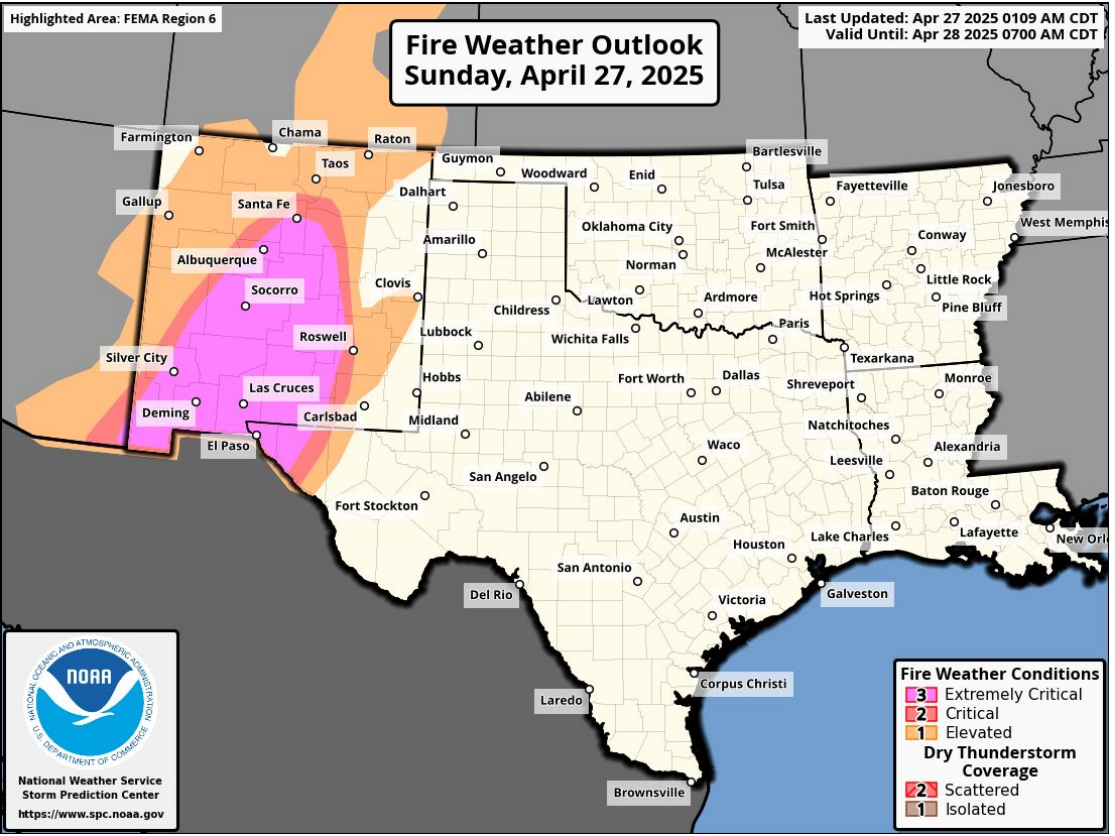 Highlighted Area: FEMA Region 6
Fire Weather Outlook
Sunday, April 27, 2025
Last Updated: Apr 27 2025 0109 AM CDT
Valid Until: Apr 28 2025 0700 AM CDT
Farmington
Chama
Raton
Taos
Guymon
Woodward
Enid
Bartlesville
Tulsa
Fayetteville
Jonesboro
Gallup
Santa Fe
Dalhart
West Memphis
Albuquerque
Amarillo
Oklahoma City
Norman
Fort Smith
McAlester
Conway
Little Rock
Socorro
Clovis
Childress
Lawton
Ardmore
Hot Springs
Pine Bluff
Roswell
Lubbock
Wichita Falls
Paris
Texarkana
Silver City
Las Cruces
Hobbs
Abilene
Fort Worth
Dallas
Shreveport
Monroe
Deming
Carlsbad
Midland
Natchitoches
El Paso
San Angelo
Waco
Leesville
Alexandria
Fort Stockton
Austin
Baton Rouge
Houston
Lake Charles
Lafayette
New Orl
Del Rio
San Antonio
Victoria
Galveston
Laredo
Corpus Christi
Brownsville
NATIONAL OCEANIC AND ATMOSPHERIC ADMINISTRATION
NOAA
U.S. DEPARTMENT OF COMMERCE
National Weather Service
Storm Prediction Center
https://www.spc.noaa.gov
Fire Weather Conditions
3 Extremely Critical
2 Critical
1 Elevated
Dry Thunderstorm
Coverage
2 Scattered
1 Isolated